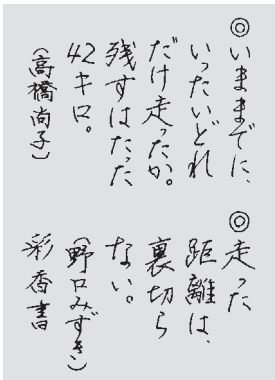 ◎いままでに、
いったいどれ
だけ走ったか。
残すはたった
42キロ。
（高橋尚子）
◎走った
距離は、
裏切ら
ない。
（野口みずき）
彩香書